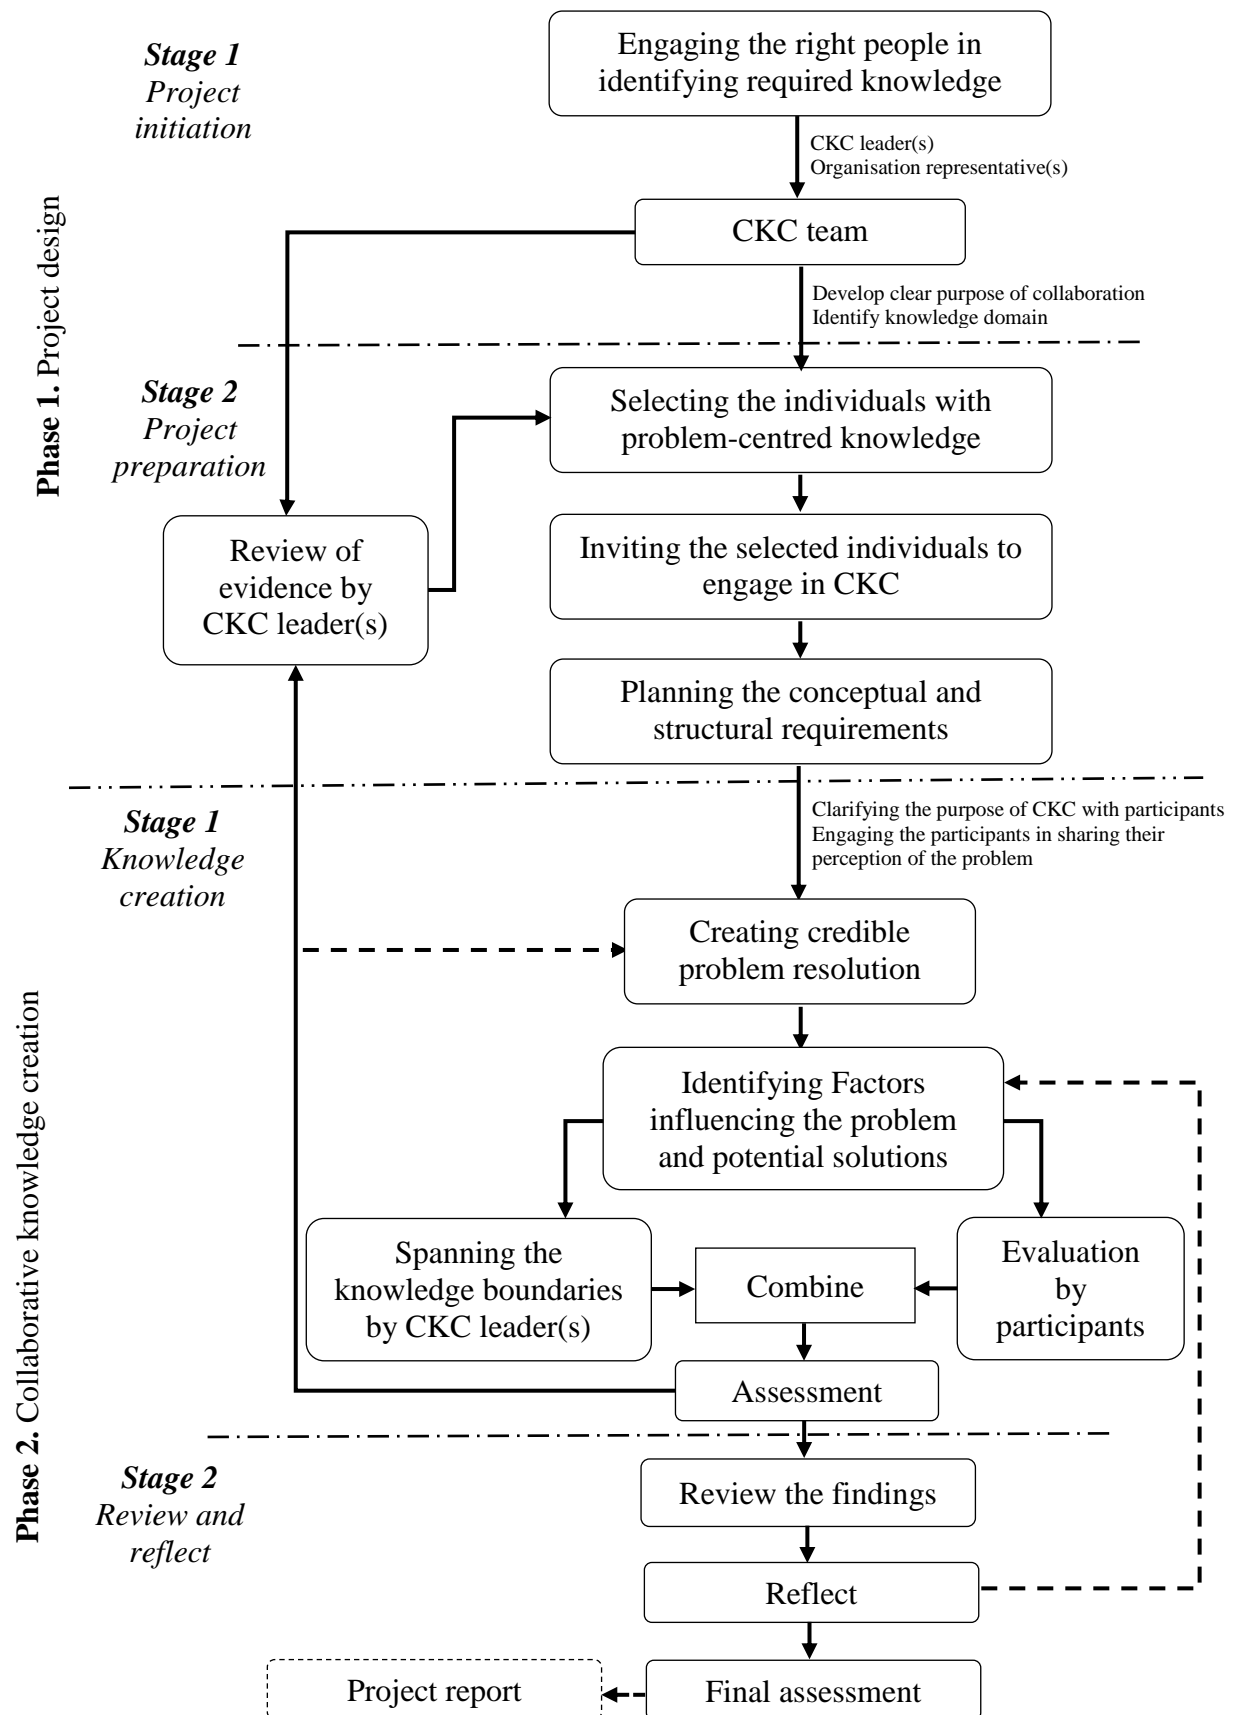 Stage 1
Project
initiation
Engaging the right people in
identifying required knowledge
CKC leader(s)
Organisation representative(s)
CKC team
Develop clear purpose of collaboration
Identify knowledge domain
Phase 1. Project design
Stage 2
Project
preparation
Selecting the individuals with
problem-centred knowledge
Review of
evidence by
CKC leader(s)
Inviting the selected individuals to
engage in CKC
Planning the conceptual and
structural requirements
Stage 1
Knowledge
creation
Clarifying the purpose of CKC with participants
Engaging the participants in sharing their
perception of the problem
Creating credible
problem resolution
Phase 2. Collaborative knowledge creation
Identifying Factors
influencing the problem
and potential solutions
Spanning the
knowledge boundaries
by CKC leader(s)
Combine
Evaluation
by
participants
Assessment
Stage 2
Review and
reflect
Review the findings
Reflect
Project report
Final assessment